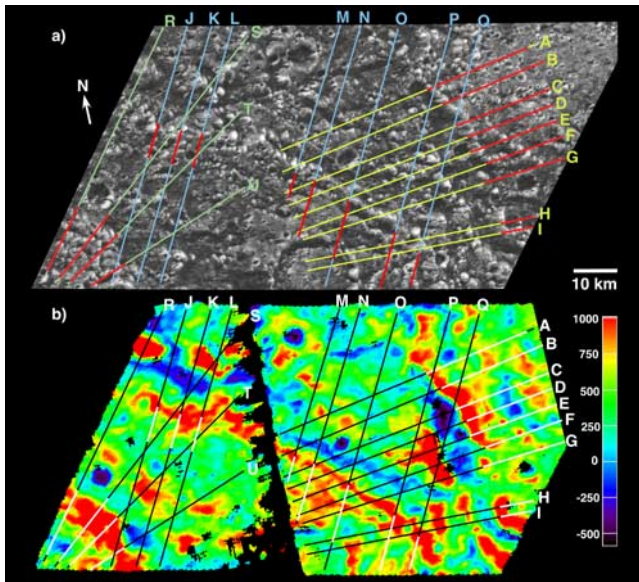 R J K L S M N O P Q
a)
A
B
N
C
D
T
E
F
U
G
H
I
10 km
b)
R J K L S M N O P Q
A
B
C
T
D
E
F
U
G
H
I
1000
750
500
250
0
-250
-500